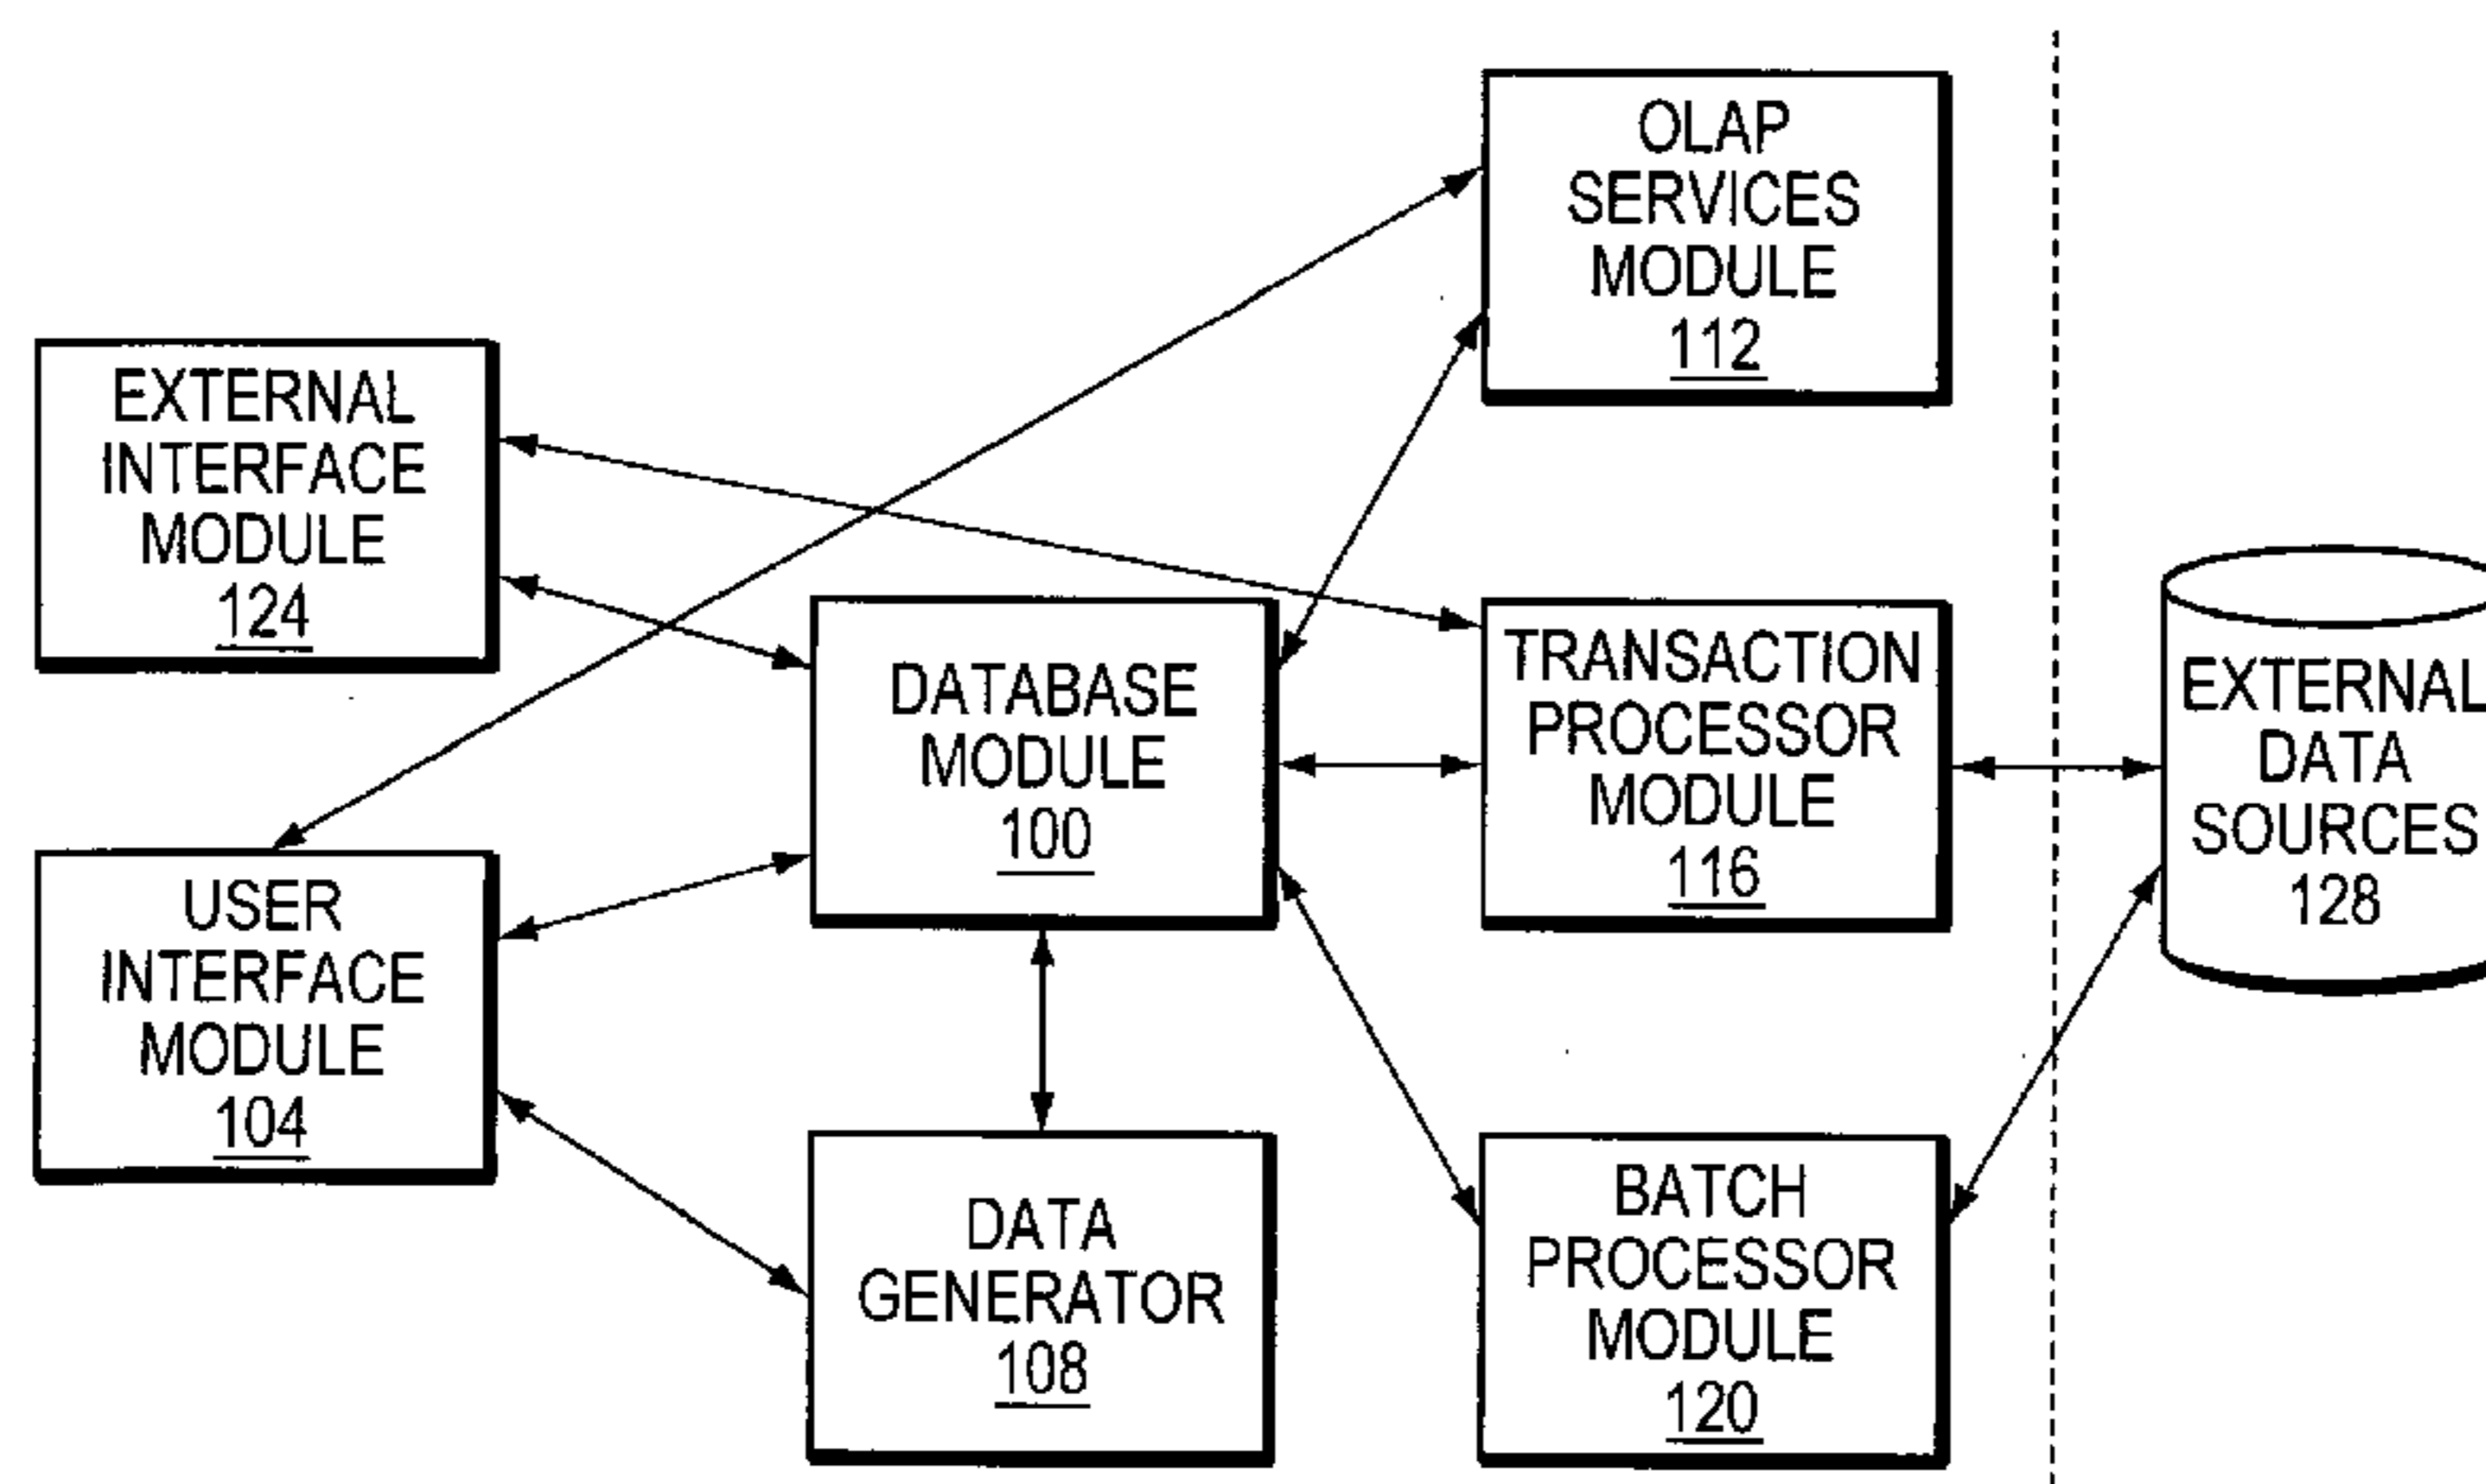 OLAP
SERVICES
MODULE
112
EXTERNAL
INTERFACE
MODULE
124
DATABASE
MODULE
100
TRANSACTION
PROCESSOR
MODULE
116
EXTERNAL
DATA
SOURCES
128
USER
INTERFACE
MODULE
104
DATA
GENERATOR
108
BATCH
PROCESSOR
MODULE
120